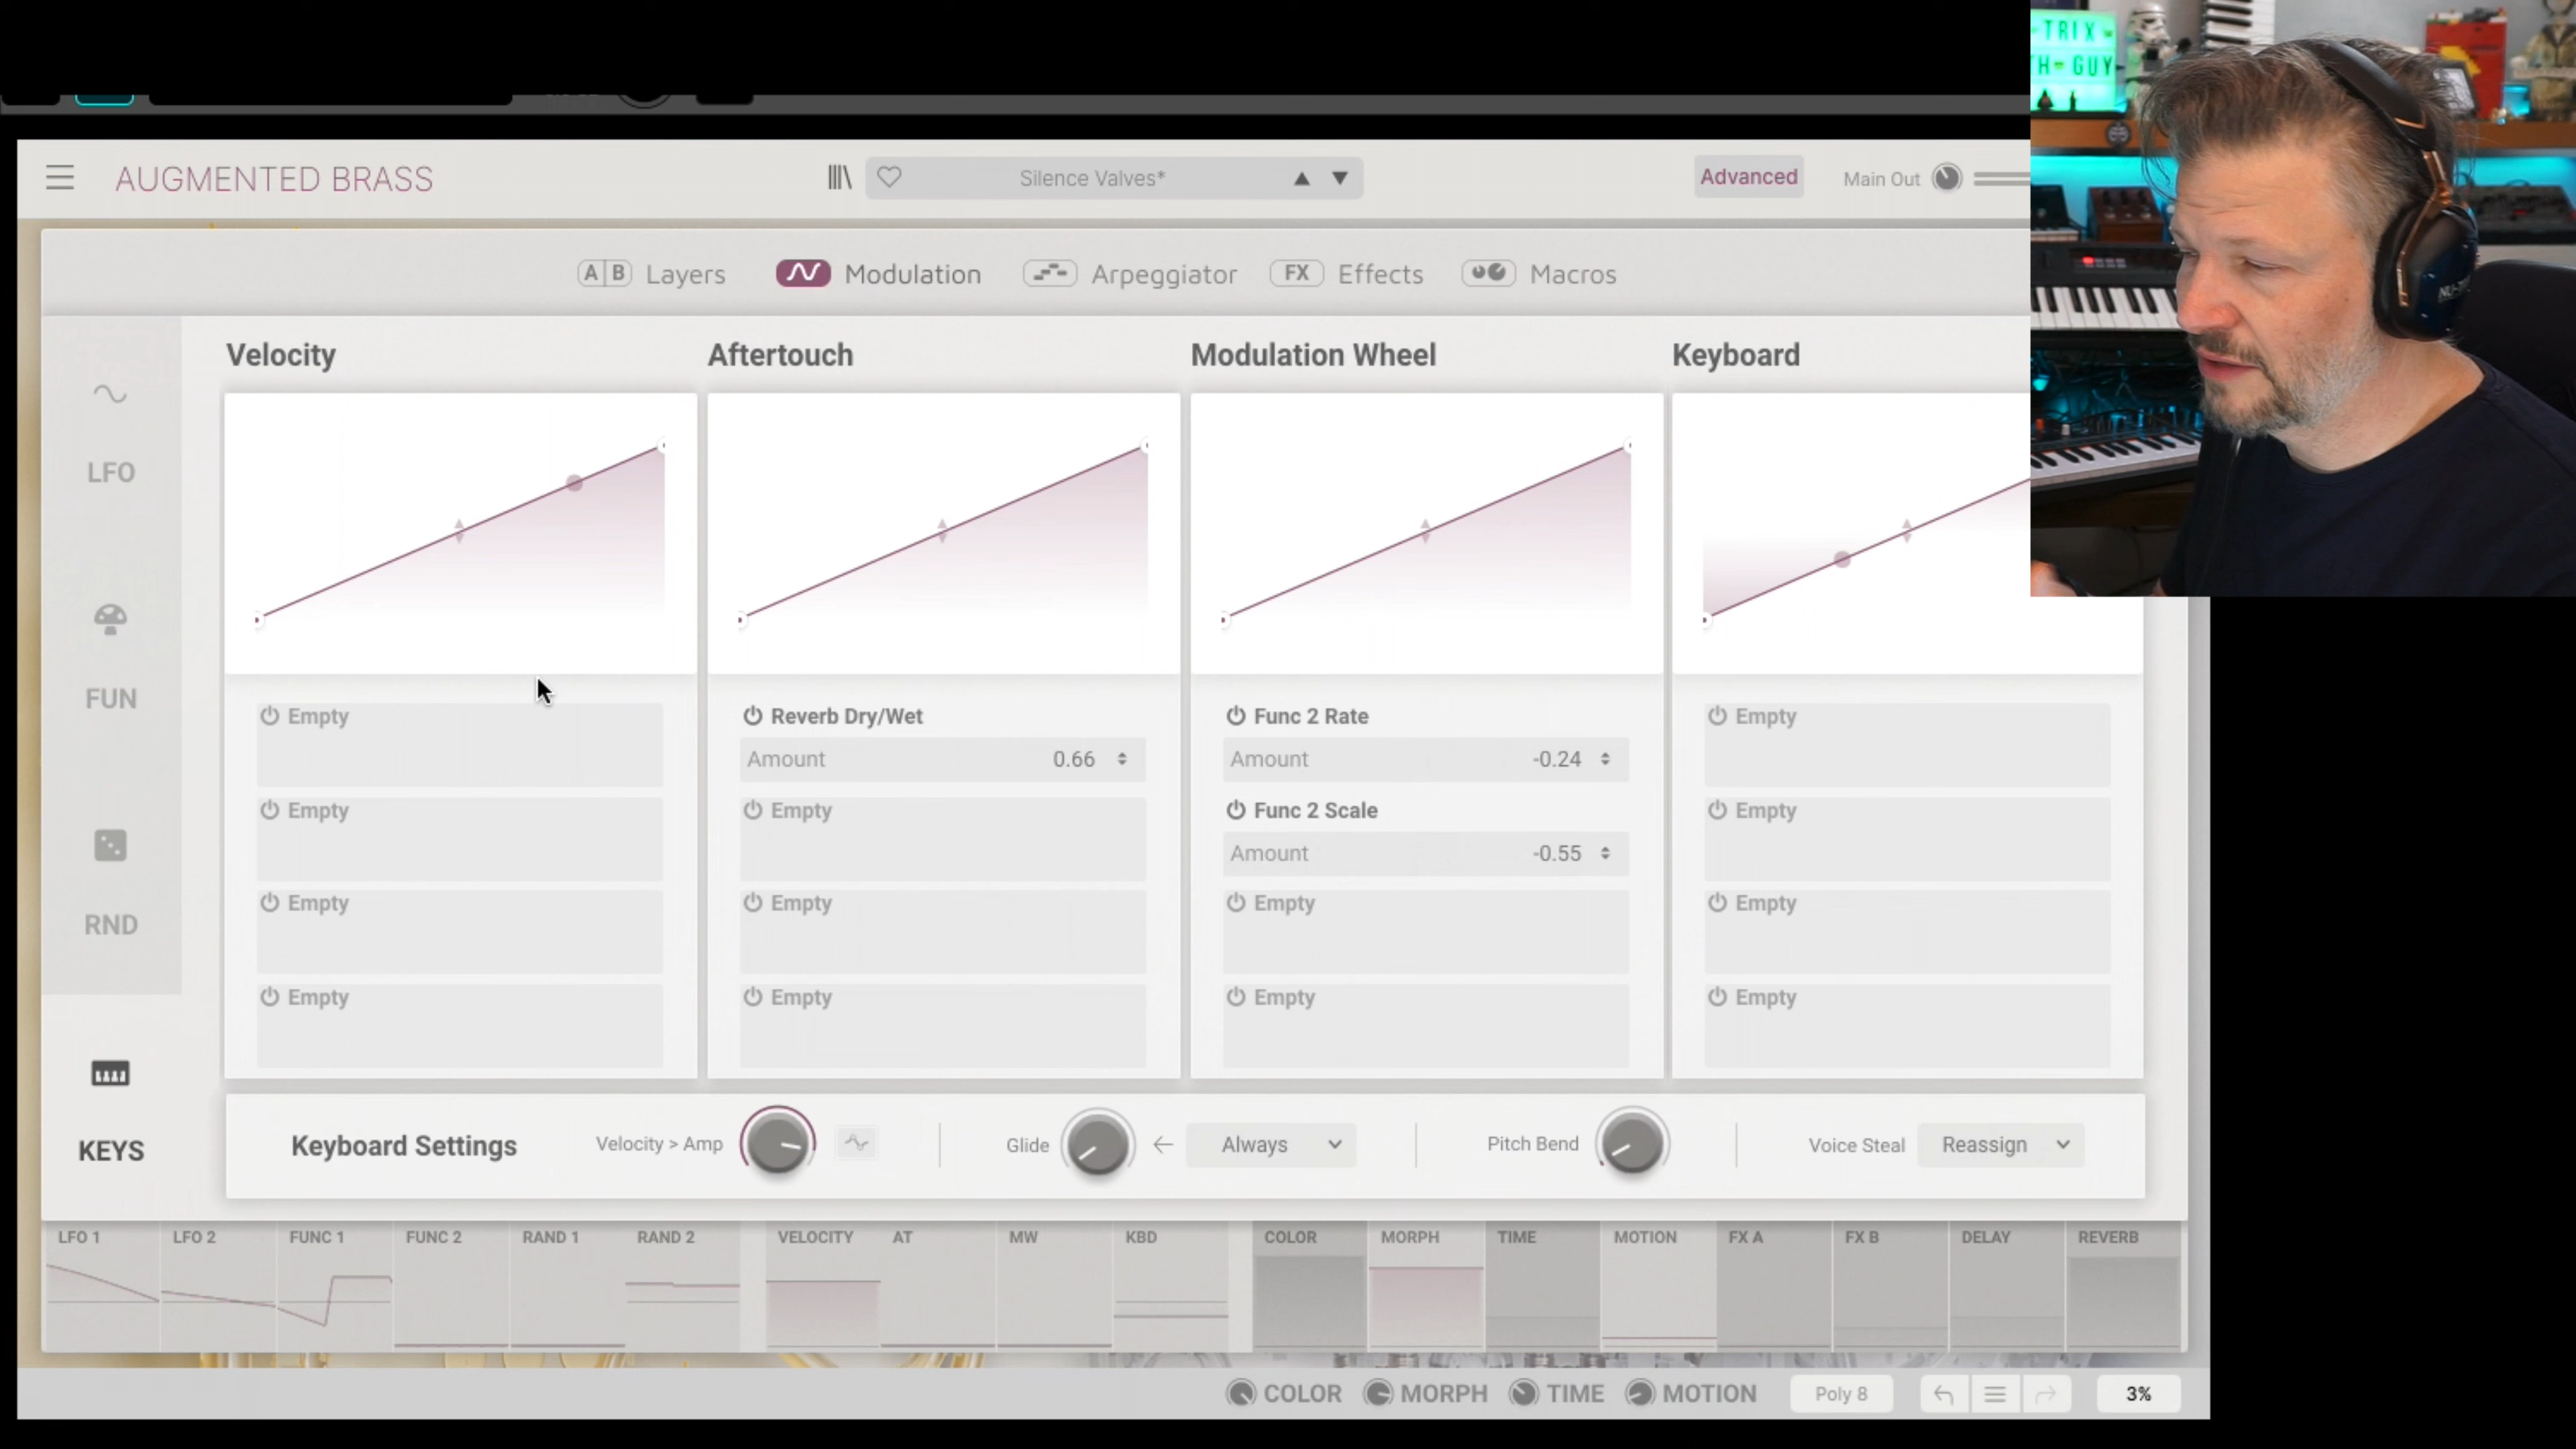 -TRIX
TH-GUY
AUGMENTED BRASS
Silence Valves*
Advanced
Main Out
A|B Layers
Modulation
Arpeggiator
FX Effects
Macros
Velocity
Aftertouch
Modulation Wheel
Keyboard
LFO
FUN
RND
KEYS
Empty
Empty
Empty
Empty
Reverb Dry/Wet
Amount 0.66
Empty
Empty
Empty
Func 2 Rate
Amount -0.24
Func 2 Scale
Amount -0.55
Empty
Empty
Empty
Empty
Empty
Empty
Keyboard Settings
Velocity > Amp
Glide
Always
Pitch Bend
Voice Steal
Reassign
LFO 1
LFO 2
FUNC 1
FUNC 2
RAND 1
RAND 2
VELOCITY
AT
MW
KBD
COLOR
MORPH
TIME
MOTION
FX A
FX B
DELAY
REVERB
COLOR
MORPH
TIME
MOTION
Poly 8
3%